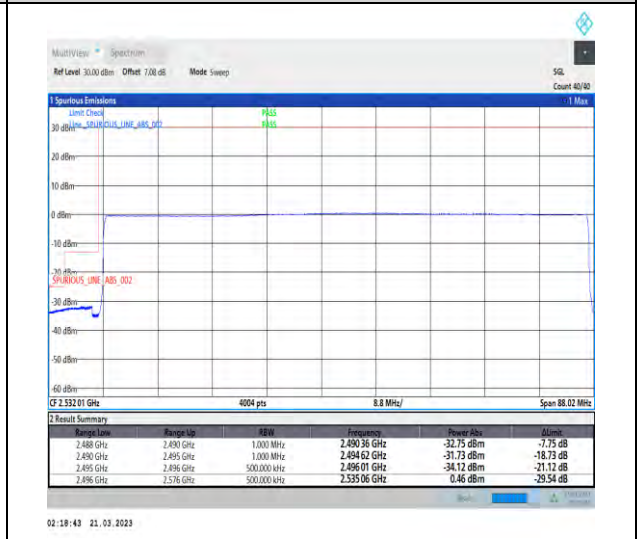 MultiView Spectrum
Ref Level 30.00 dBm Offset 7.08 dB Mode Sweep SGL
Count 40/40
1 Spurious Emissions 1 Max
Limit Check PASS
30 dBm Line _SPURIOUS_LINE_ABS_002 PASS
20 dBm
10 dBm
0 dBm
-10 dBm
-20 dBm
SPURIOUS_LINE_ABS_002
-30 dBm
-40 dBm
-50 dBm
-60 dBm
CF 2.532 01 GHz 4004 pts 8.8 MHz/ Span 88.02 MHz
2 Result Summary
Range Low Range Up RBW Frequency Power Abs ΔLimit
2.488 GHz 2.490 GHz 1.000 MHz 2.490 36 GHz -32.75 dBm -7.75 dB
2.490 GHz 2.495 GHz 1.000 MHz 2.494 62 GHz -31.73 dBm -18.73 dB
2.495 GHz 2.496 GHz 500.000 kHz 2.496 01 GHz -34.12 dBm -21.12 dB
2.496 GHz 2.576 GHz 500.000 kHz 2.535 06 GHz 0.46 dBm -29.54 dB
02:18:43 21.03.2023